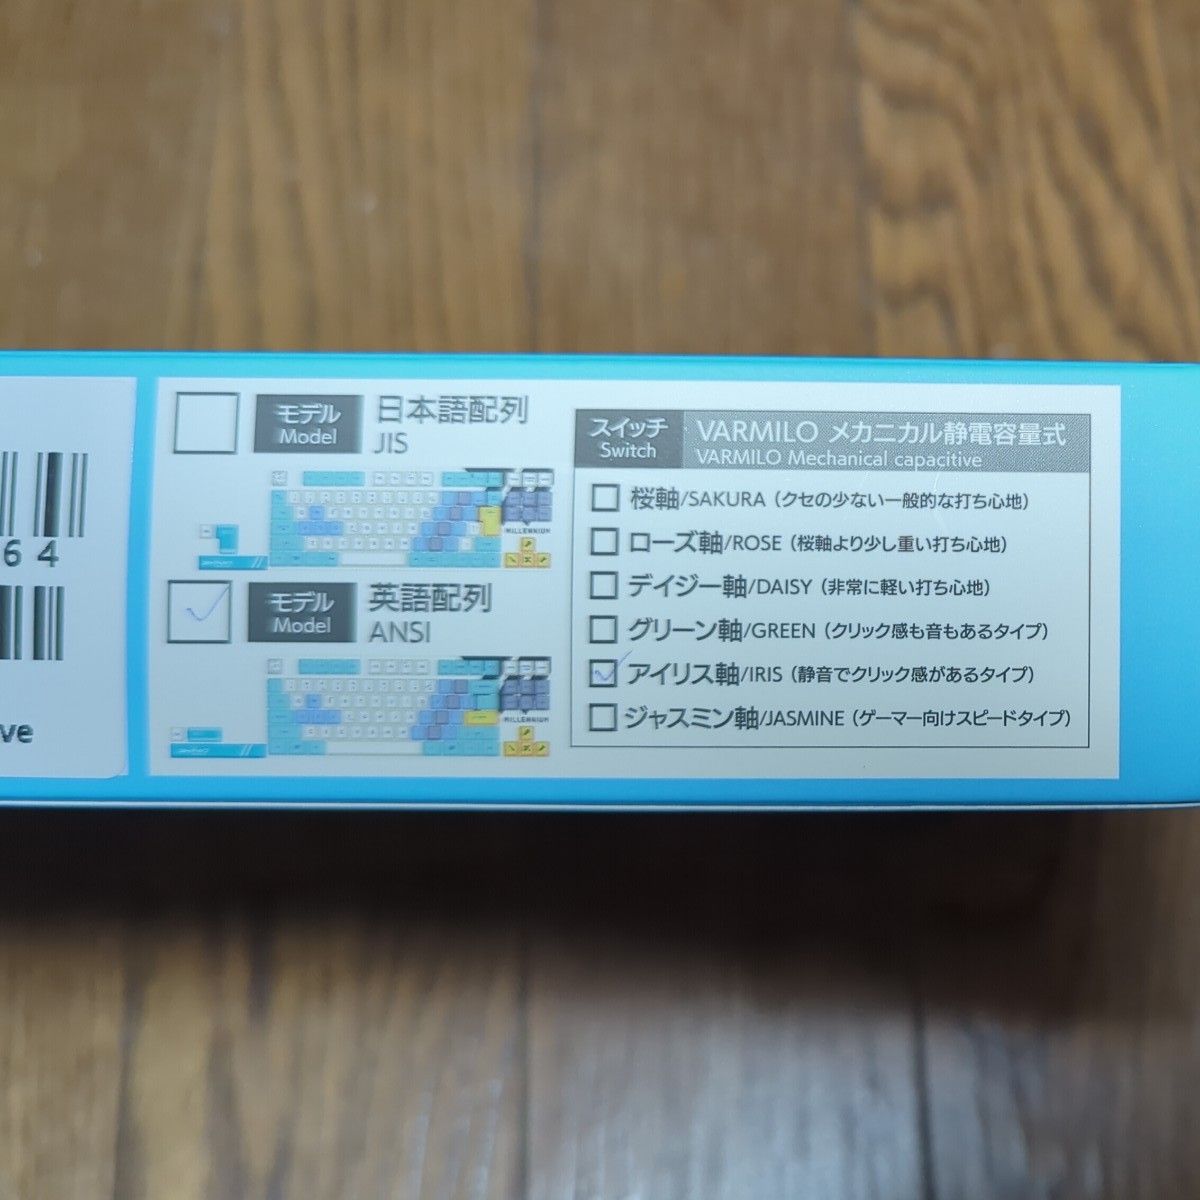 64
ve
モデル
Model
日本語配列
JIS
MILLENNIUM
モデル
Model
英語配列
ANSI
MILLENNIUM
スイッチ
Switch
VARMILO メカニカル静電容量式
VARMILO Mechanical capacitive
桜軸/SAKURA（クセの少ない一般的な打ち心地）
ローズ軸/ROSE（桜軸より少し重い打ち心地）
デイジー軸/DAISY（非常に軽い打ち心地）
グリーン軸/GREEN（クリック感も音もあるタイプ）
アイリス軸/IRIS（静音でクリック感があるタイプ）
ジャスミン軸/JASMINE（ゲーマー向けスピードタイプ）